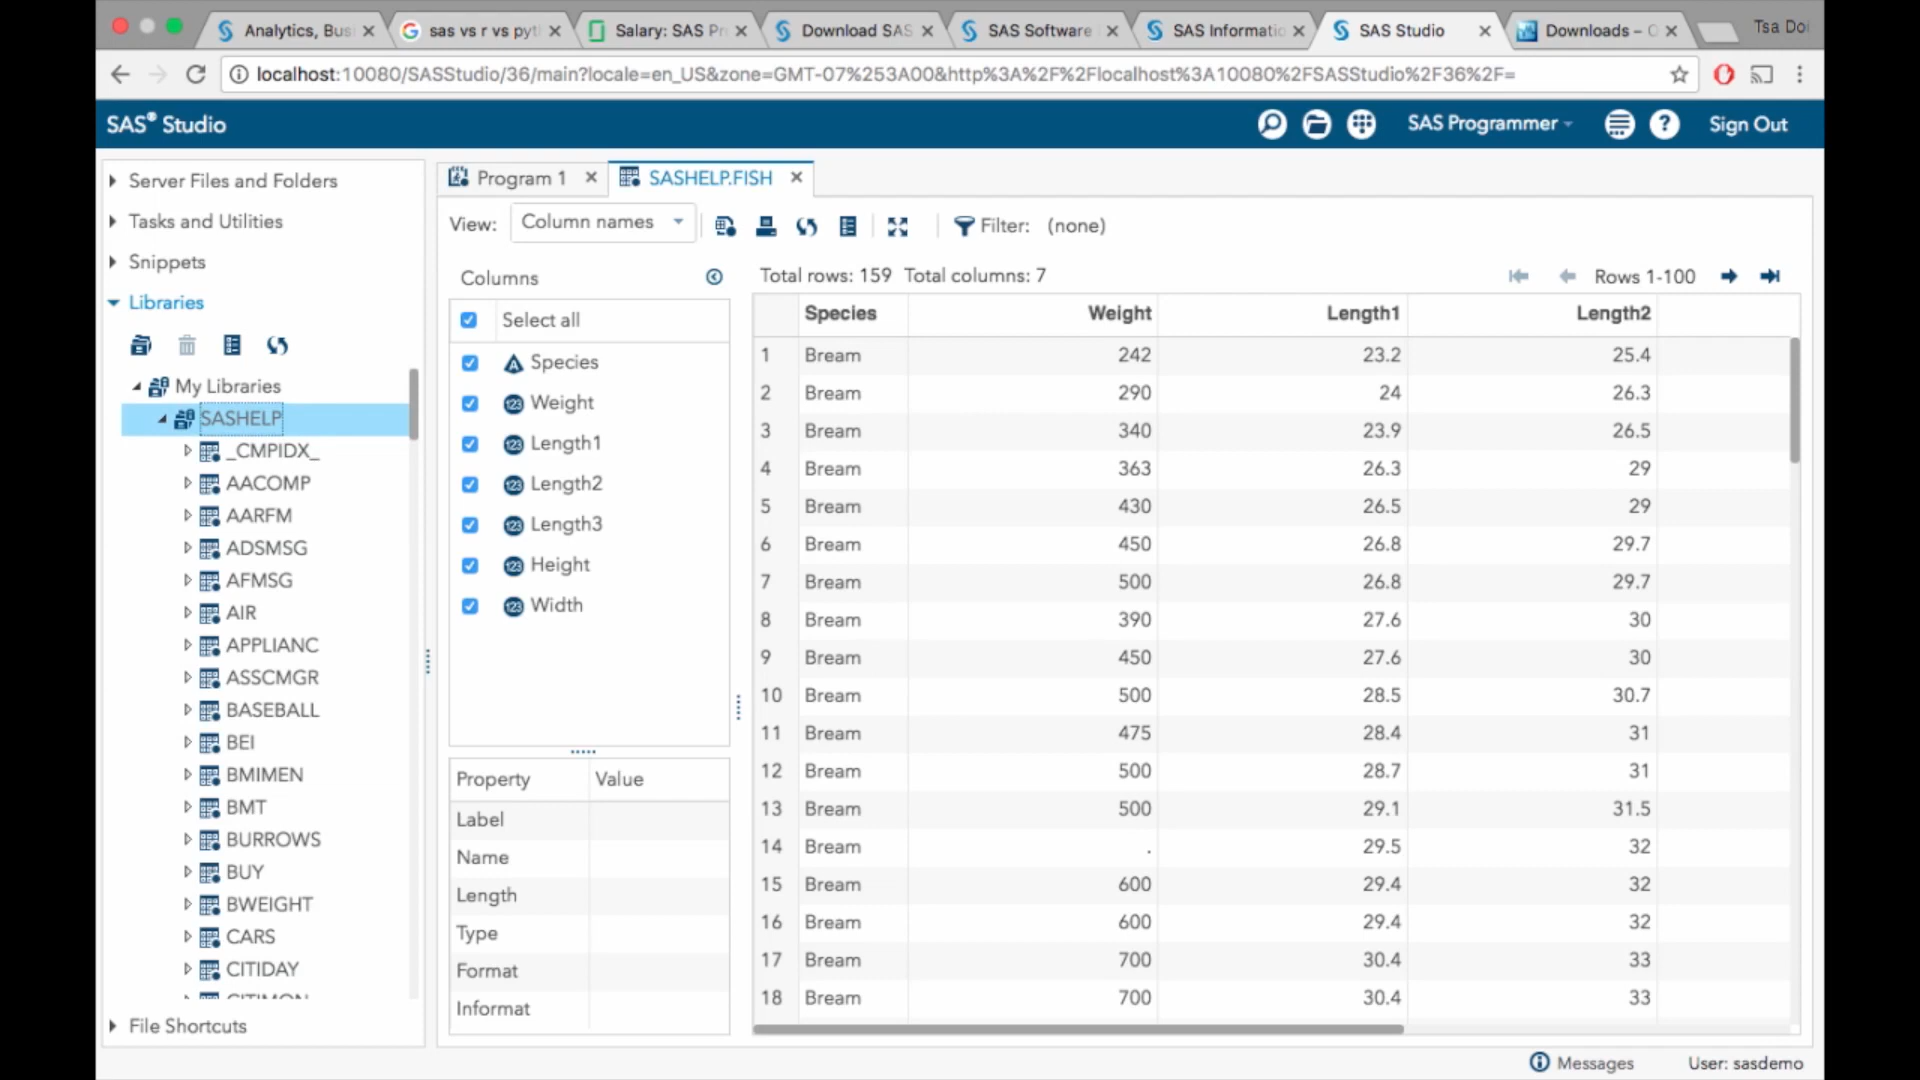 Analytics, Bus
sas vs r vs pyt
Salary: SAS Pr
Download SAS
SAS Software
SAS Informatio
SAS Studio
Downloads – O
Tsa Doi
localhost:10080/SASStudio/36/main?locale=en_US&zone=GMT-07%253A00&http%3A%2F%2Flocalhost%3A10080%2FSASStudio%2F36%2F=
SAS® Studio
SAS Programmer
Sign Out
Server Files and Folders
Tasks and Utilities
Snippets
Libraries
My Libraries
SASHELP
_CMPIDX_
AACOMP
AARFM
ADSMSG
AFMSG
AIR
APPLIANC
ASSCMGR
BASEBALL
BEI
BMIMEN
BMT
BURROWS
BUY
BWEIGHT
CARS
CITIDAY
CITIMON
File Shortcuts
Program 1
SASHELP.FISH
View: Column names
Filter: (none)
Columns
Select all
Species
Weight
Length1
Length2
Length3
Height
Width
Property Value
Label
Name
Length
Type
Format
Informat
Total rows: 159 Total columns: 7
Rows 1-100
Species Weight Length1 Length2
1 Bream 242 23.2 25.4
2 Bream 290 24 26.3
3 Bream 340 23.9 26.5
4 Bream 363 26.3 29
5 Bream 430 26.5 29
6 Bream 450 26.8 29.7
7 Bream 500 26.8 29.7
8 Bream 390 27.6 30
9 Bream 450 27.6 30
10 Bream 500 28.5 30.7
11 Bream 475 28.4 31
12 Bream 500 28.7 31
13 Bream 500 29.1 31.5
14 Bream . 29.5 32
15 Bream 600 29.4 32
16 Bream 600 29.4 32
17 Bream 700 30.4 33
18 Bream 700 30.4 33
Messages
User: sasdemo